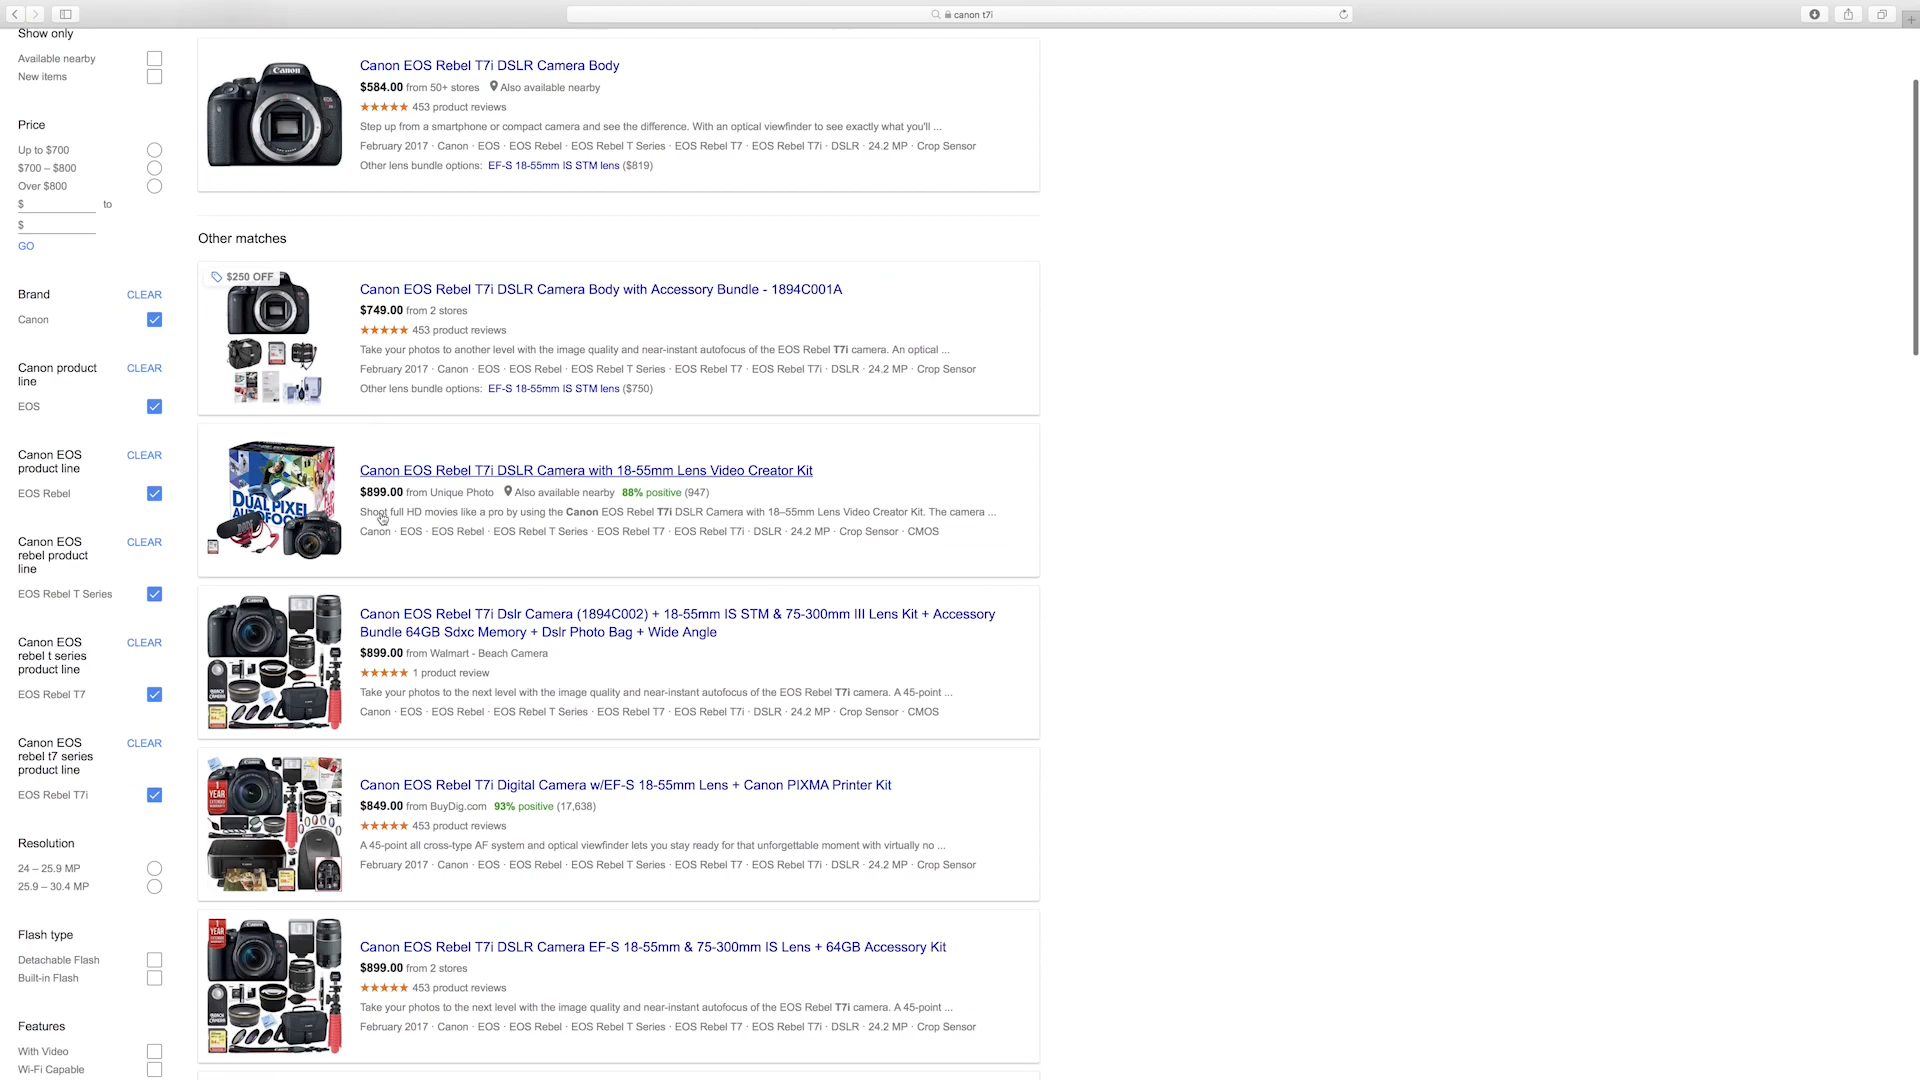 canon t7i
Show only
Available nearby
New items
Price
Up to $700
$700 – $800
Over $800
$ to
$
GO
Brand CLEAR
Canon
Canon product line CLEAR
EOS
Canon EOS product line CLEAR
EOS Rebel
Canon EOS rebel product line CLEAR
EOS Rebel T Series
Canon EOS rebel t series product line CLEAR
EOS Rebel T7
Canon EOS rebel t7 series product line CLEAR
EOS Rebel T7i
Resolution
24 – 25.9 MP
25.9 – 30.4 MP
Flash type
Detachable Flash
Built-in Flash
Features
With Video
Wi-Fi Capable
Canon
Canon EOS Rebel T7i DSLR Camera Body
$584.00 from 50+ stores Also available nearby
453 product reviews
Step up from a smartphone or compact camera and see the difference. With an optical viewfinder to see exactly what you'll ...
February 2017 · Canon · EOS · EOS Rebel · EOS Rebel T Series · EOS Rebel T7 · EOS Rebel T7i · DSLR · 24.2 MP · Crop Sensor
Other lens bundle options: EF-S 18-55mm IS STM lens ($819)
Other matches
$250 OFF
Canon EOS Rebel T7i DSLR Camera Body with Accessory Bundle - 1894C001A
$749.00 from 2 stores
453 product reviews
Take your photos to another level with the image quality and near-instant autofocus of the EOS Rebel T7i camera. An optical ...
February 2017 · Canon · EOS · EOS Rebel · EOS Rebel T Series · EOS Rebel T7 · EOS Rebel T7i · DSLR · 24.2 MP · Crop Sensor
Other lens bundle options: EF-S 18-55mm IS STM lens ($750)
DUAL PIXEL
AUTOFOCUS
Canon EOS Rebel T7i DSLR Camera with 18-55mm Lens Video Creator Kit
$899.00 from Unique Photo Also available nearby 88% positive (947)
Shoot full HD movies like a pro by using the Canon EOS Rebel T7i DSLR Camera with 18–55mm Lens Video Creator Kit. The camera ...
Canon · EOS · EOS Rebel · EOS Rebel T Series · EOS Rebel T7 · EOS Rebel T7i · DSLR · 24.2 MP · Crop Sensor · CMOS
Canon EOS Rebel T7i Dslr Camera (1894C002) + 18-55mm IS STM & 75-300mm III Lens Kit + Accessory
Bundle 64GB Sdxc Memory + Dslr Photo Bag + Wide Angle
$899.00 from Walmart - Beach Camera
1 product review
Take your photos to the next level with the image quality and near-instant autofocus of the EOS Rebel T7i camera. A 45-point ...
Canon · EOS · EOS Rebel · EOS Rebel T Series · EOS Rebel T7 · EOS Rebel T7i · DSLR · 24.2 MP · Crop Sensor · CMOS
1 YEAR
Canon EOS Rebel T7i Digital Camera w/EF-S 18-55mm Lens + Canon PIXMA Printer Kit
$849.00 from BuyDig.com 93% positive (17,638)
453 product reviews
A 45-point all cross-type AF system and optical viewfinder lets you stay ready for that unforgettable moment with virtually no ...
February 2017 · Canon · EOS · EOS Rebel · EOS Rebel T Series · EOS Rebel T7 · EOS Rebel T7i · DSLR · 24.2 MP · Crop Sensor
1 YEAR
Canon EOS Rebel T7i DSLR Camera EF-S 18-55mm & 75-300mm IS Lens + 64GB Accessory Kit
$899.00 from 2 stores
453 product reviews
Take your photos to the next level with the image quality and near-instant autofocus of the EOS Rebel T7i camera. A 45-point ...
February 2017 · Canon · EOS · EOS Rebel · EOS Rebel T Series · EOS Rebel T7 · EOS Rebel T7i · DSLR · 24.2 MP · Crop Sensor